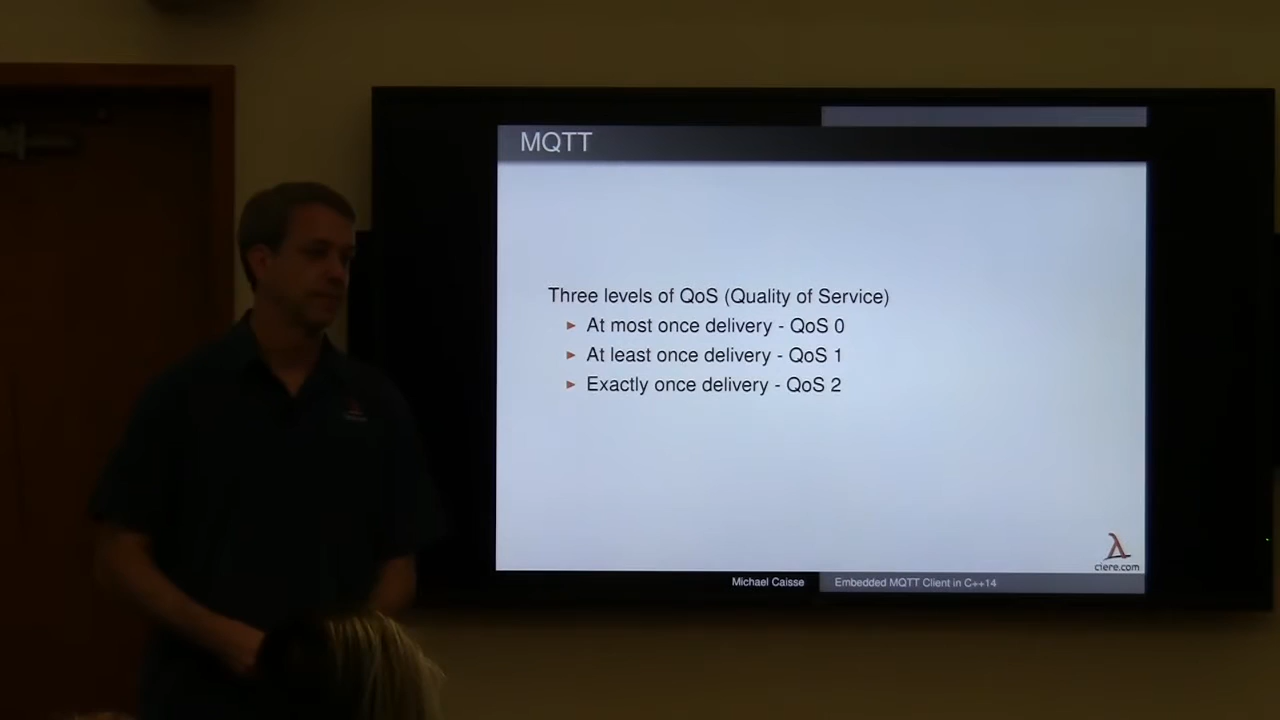 MQTT
Three levels of QoS (Quality of Service)
At most once delivery - QoS 0
At least once delivery - QoS 1
Exactly once delivery - QoS 2
ciere.com
Michael Caisse
Embedded MQTT Client in C++14